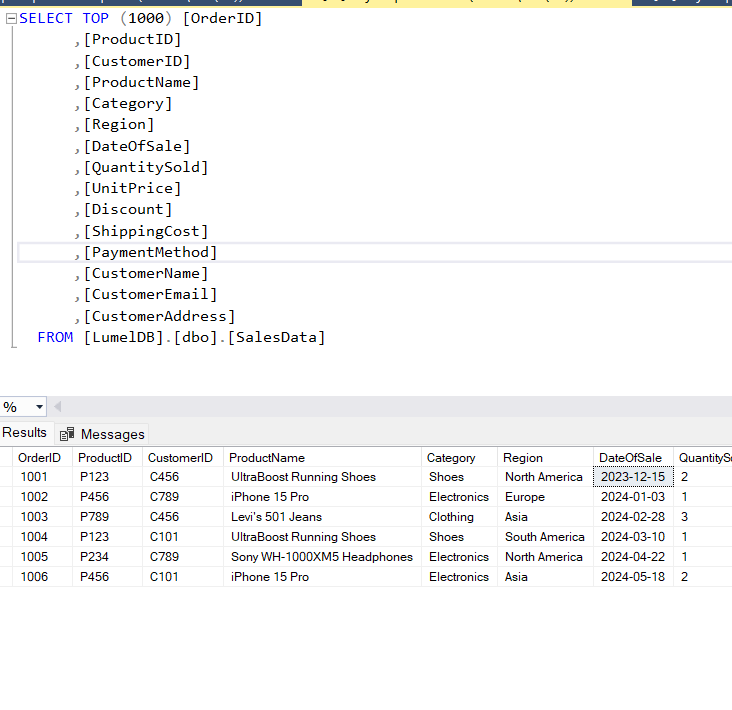 SELECT TOP (1000) [OrderID]
,[ProductID]
,[CustomerID]
,[ProductName]
,[Category]
,[Region]
,[DateOfSale]
,[QuantitySold]
,[UnitPrice]
,[Discount]
,[ShippingCost]
,[PaymentMethod]
,[CustomerName]
,[CustomerEmail]
,[CustomerAddress]
FROM [LumelDB].[dbo].[SalesData]
%
Results Messages
OrderID ProductID CustomerID ProductName Category Region DateOfSale QuantitySo
1001 P123 C456 UltraBoost Running Shoes Shoes North America 2023-12-15 2
1002 P456 C789 iPhone 15 Pro Electronics Europe 2024-01-03 1
1003 P789 C456 Levi's 501 Jeans Clothing Asia 2024-02-28 3
1004 P123 C101 UltraBoost Running Shoes Shoes South America 2024-03-10 1
1005 P234 C789 Sony WH-1000XM5 Headphones Electronics North America 2024-04-22 1
1006 P456 C101 iPhone 15 Pro Electronics Asia 2024-05-18 2